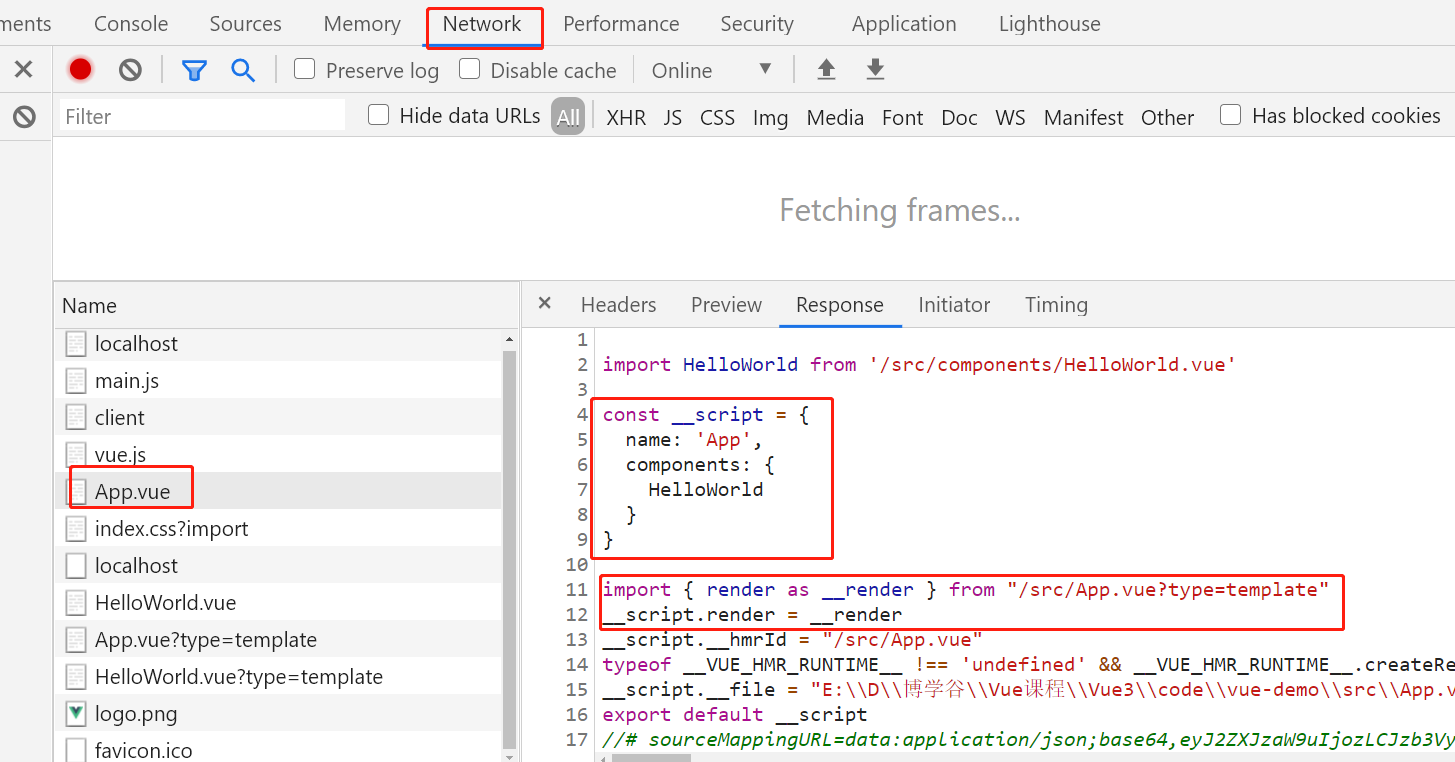 ments Console Sources Memory Network Performance Security Application Lighthouse
Preserve log Disable cache Online
Filter Hide data URLs All XHR JS CSS Img Media Font Doc WS Manifest Other Has blocked cookies
Fetching frames...
Name
localhost
main.js
client
vue.js
App.vue
index.css?import
localhost
HelloWorld.vue
App.vue?type=template
HelloWorld.vue?type=template
logo.png
favicon.ico
Headers Preview Response Initiator Timing
1
2 import HelloWorld from '/src/components/HelloWorld.vue'
3
4 const __script = {
5 name: 'App',
6 components: {
7 HelloWorld
8 }
9 }
10
11 import { render as __render } from "/src/App.vue?type=template"
12 __script.render = __render
13 __script.__hmrId = "/src/App.vue"
14 typeof __VUE_HMR_RUNTIME__ !== 'undefined' && __VUE_HMR_RUNTIME__.createRe
15 __script.__file = "E:\\D\\博学谷\\Vue课程\\Vue3\\code\\vue-demo\\src\\App.v
16 export default __script
17 //# sourceMappingURL=data:application/json;base64,eyJ2ZXJzaW9uIjozLCJzb3Vy